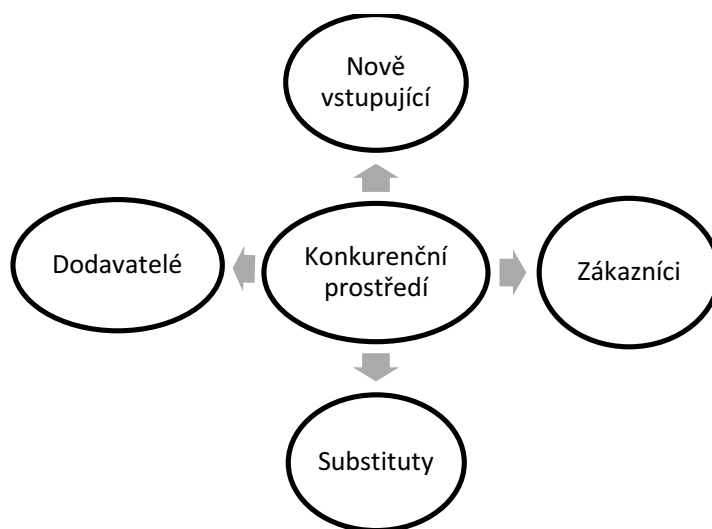 Nově
vstupující
Dodavatelé
Konkurenční
prostředí
Zákazníci
Substituty